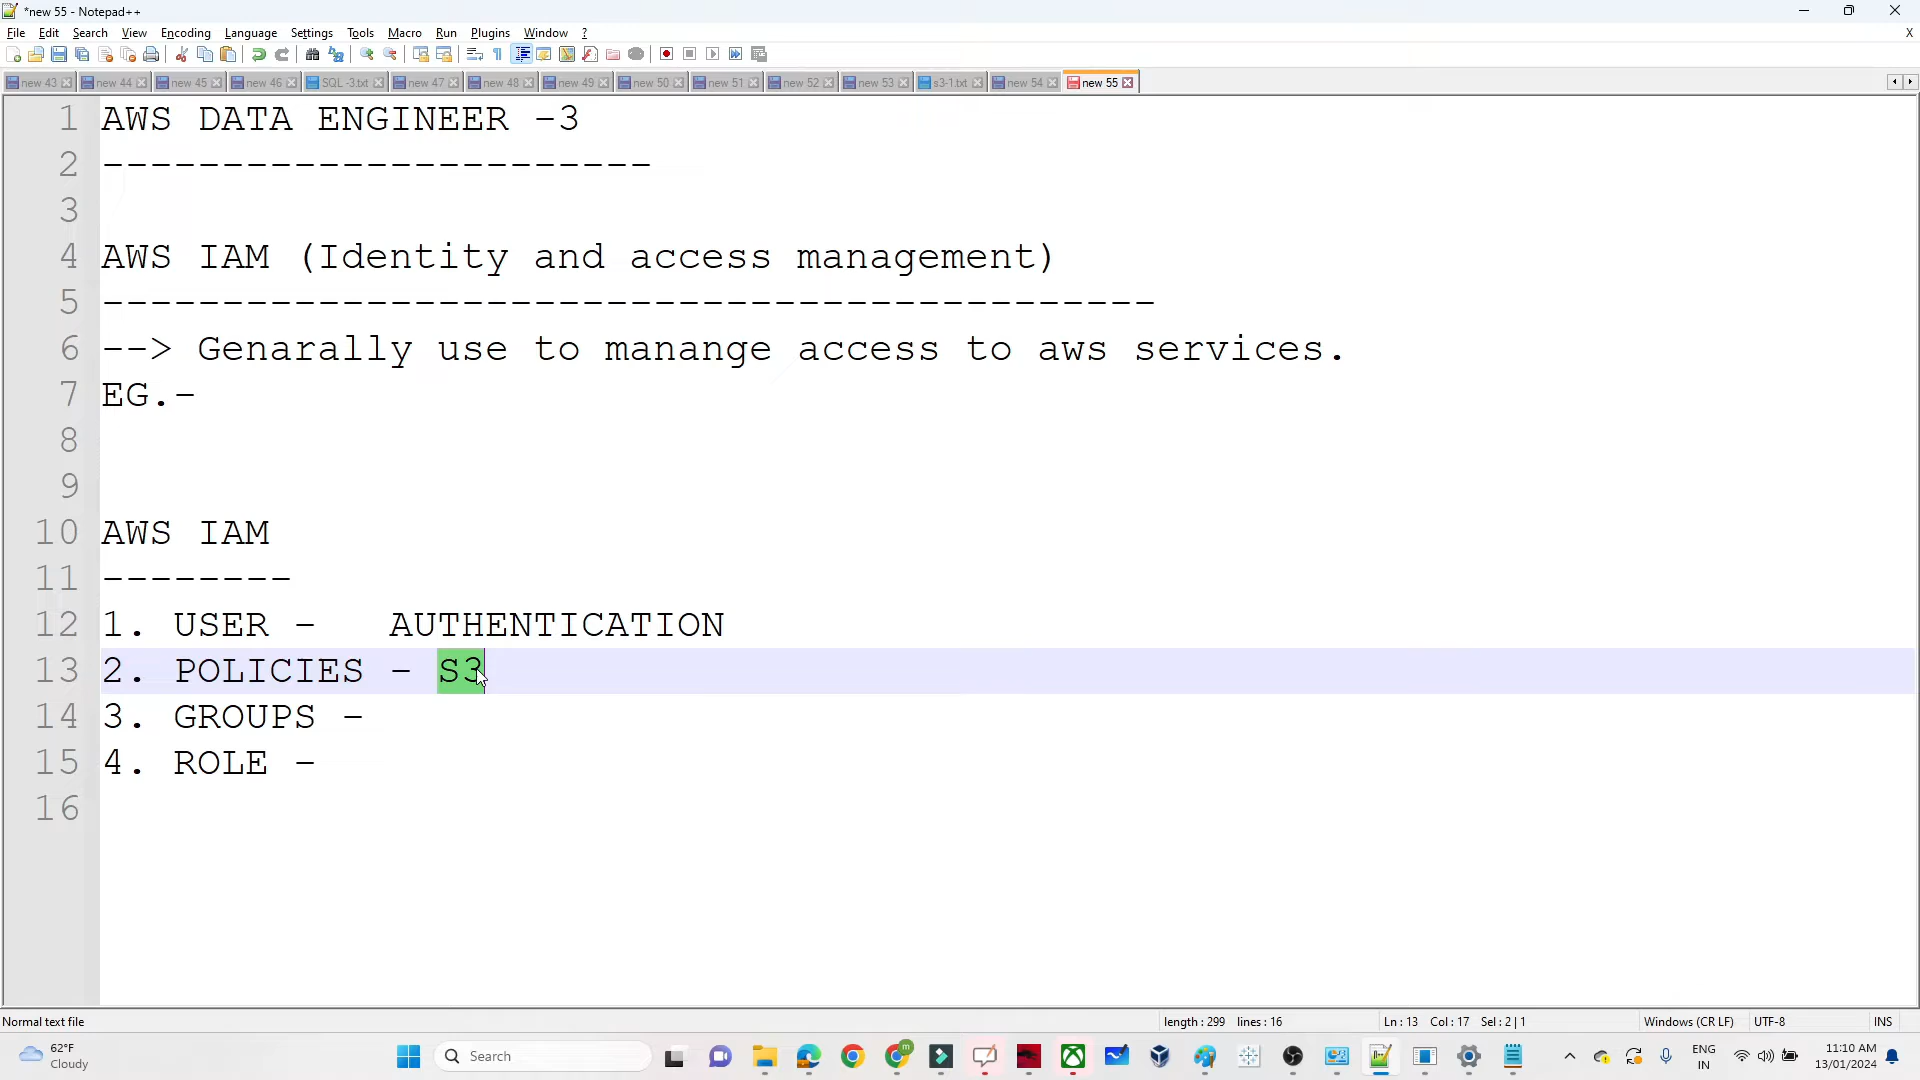 *new 55 - Notepad++
File Edit Search View Encoding Language Settings Tools Macro Run Plugins Window ? X
new 43 new 44 new 45 new 46 SQL -3.txt new 47 new 48 new 49 new 50 new 51 new 52 new 53 s3-1.txt new 54 new 55
1 AWS DATA ENGINEER -3
2 -----------------------
3
4 AWS IAM (Identity and access management)
5 --------------------------------------------
6 --> Genarally use to manange access to aws services.
7 EG.-
8
9
10 AWS IAM
11 --------
12 1. USER -   AUTHENTICATION
13 2. POLICIES - S3
14 3. GROUPS -
15 4. ROLE -
16
Normal text file length : 299 lines : 16 Ln : 13 Col : 17 Sel : 2 | 1 Windows (CR LF) UTF-8 INS
62°F
Cloudy
Search
m
ENG
IN
11:10 AM
13/01/2024